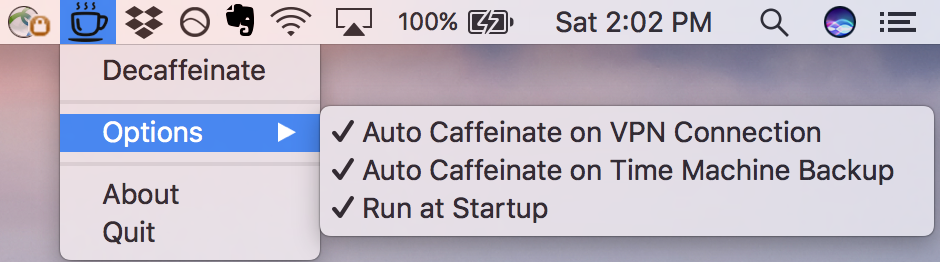 100% Sat 2:02 PM
Decaffeinate
Options
✓ Auto Caffeinate on VPN Connection
✓ Auto Caffeinate on Time Machine Backup
✓ Run at Startup
About
Quit